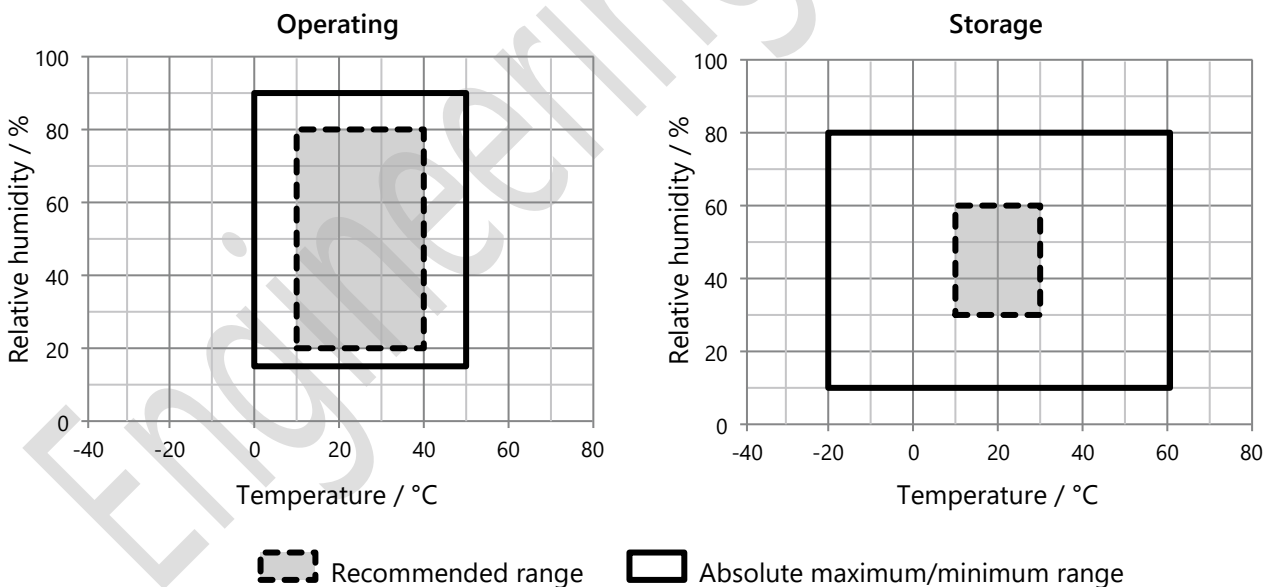 Operating
100
80
60
40
20
0
Relative humidity / %
-40 -20 0 20 40 60 80
Temperature / °C
Storage
100
80
60
40
20
0
Relative humidity / %
-40 -20 0 20 40 60 80
Temperature / °C
Recommended range
Absolute maximum/minimum range
Engineering